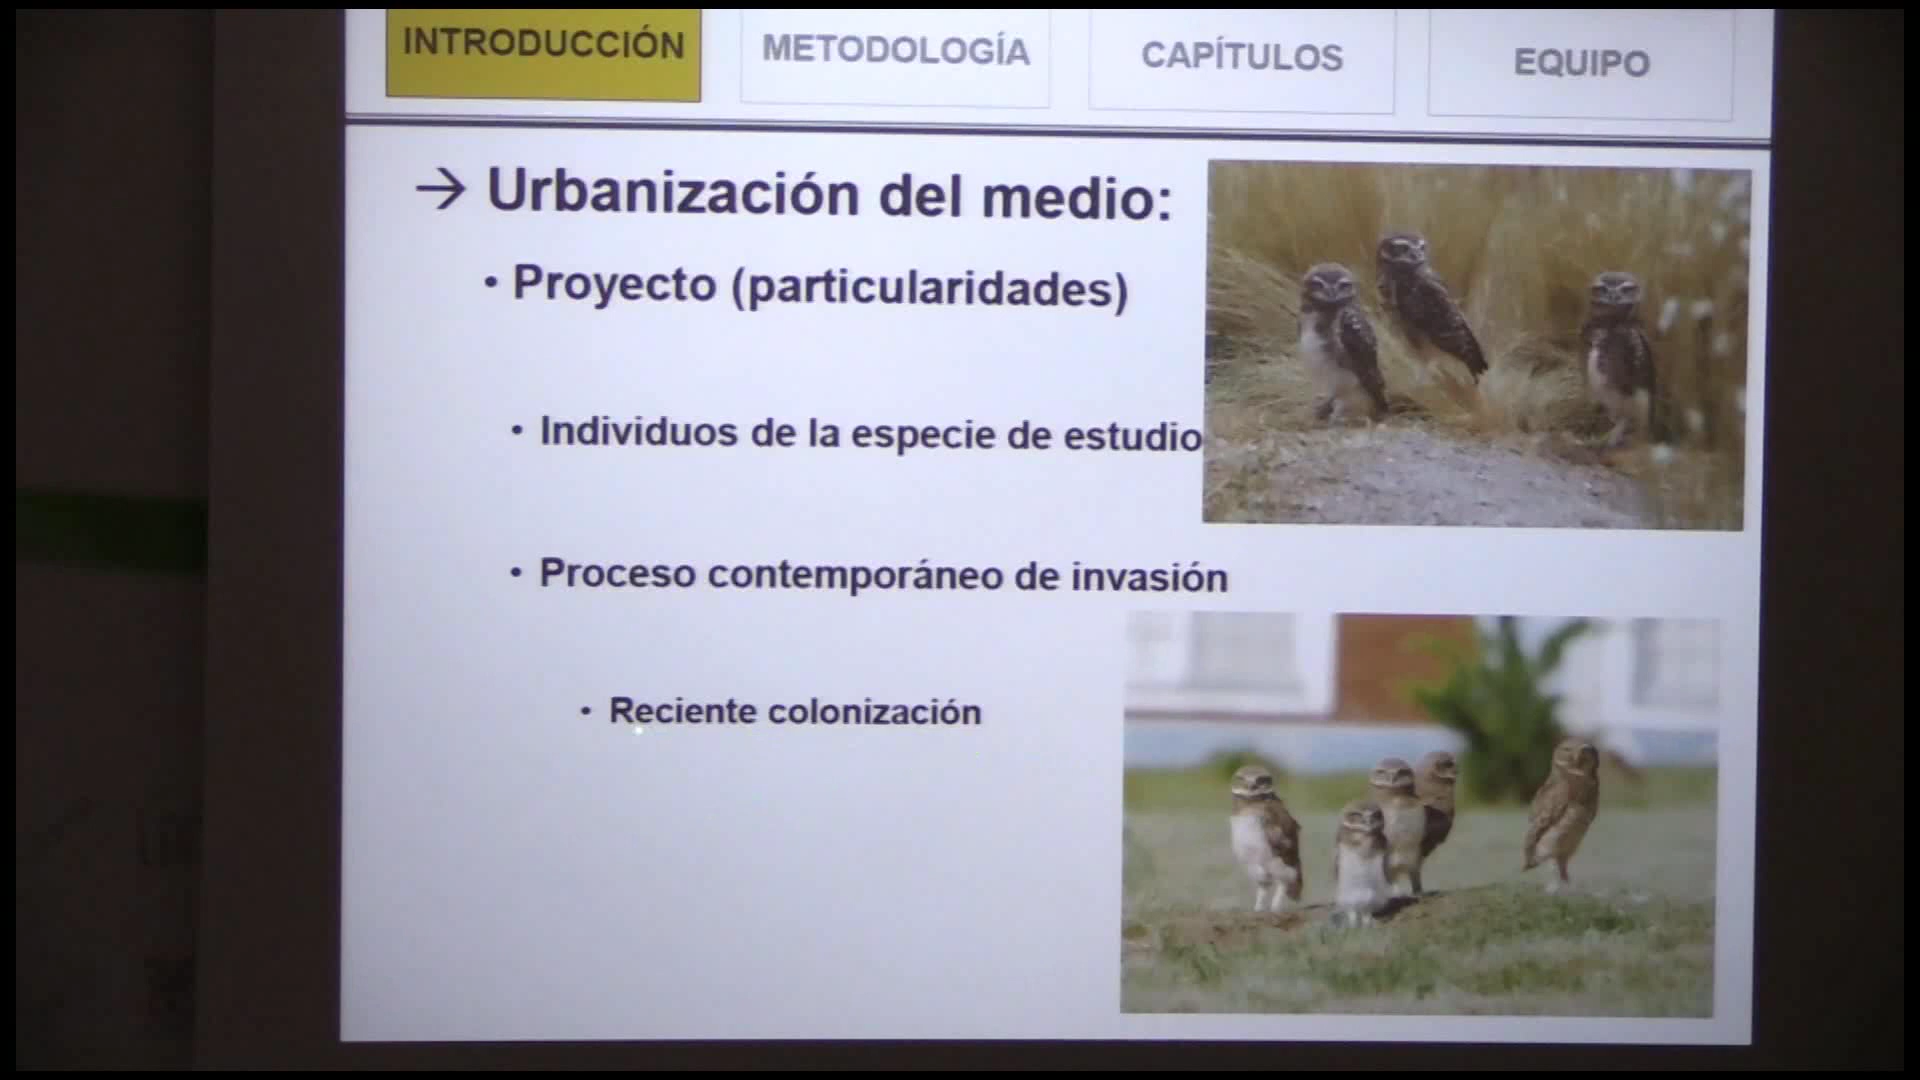 INTRODUCCIÓN
METODOLOGÍA
CAPÍTULOS
EQUIPO
→ Urbanización del medio:
• Proyecto (particularidades)
• Individuos de la especie de estudio
• Proceso contemporáneo de invasión
• Reciente colonización